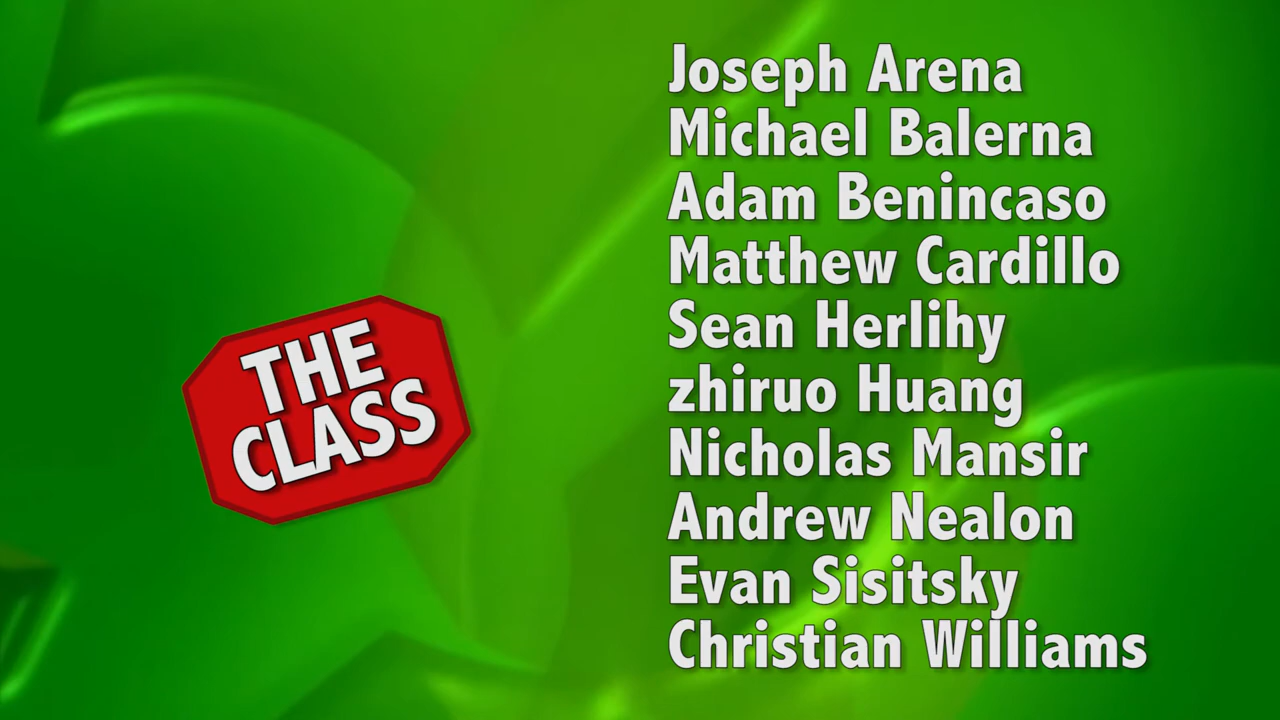 THE
CLASS
Joseph Arena
Michael Balerna
Adam Benincaso
Matthew Cardillo
Sean Herlihy
zhiruo Huang
Nicholas Mansir
Andrew Nealon
Evan Sisitsky
Christian Williams